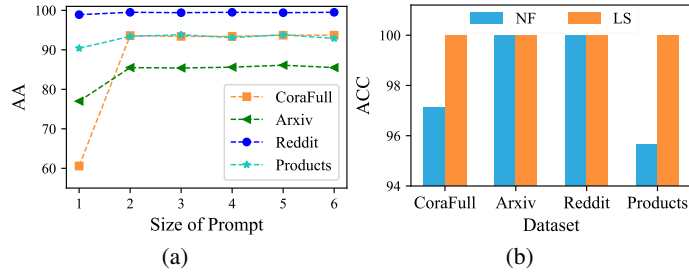 AA
100
90
80
70
60
1 2 3 4 5 6
Size of Prompt
CoraFull
Arxiv
Reddit
Products
(a)
NF LS
ACC
100
98
96
94
CoraFull Arxiv Reddit Products
Dataset
(b)